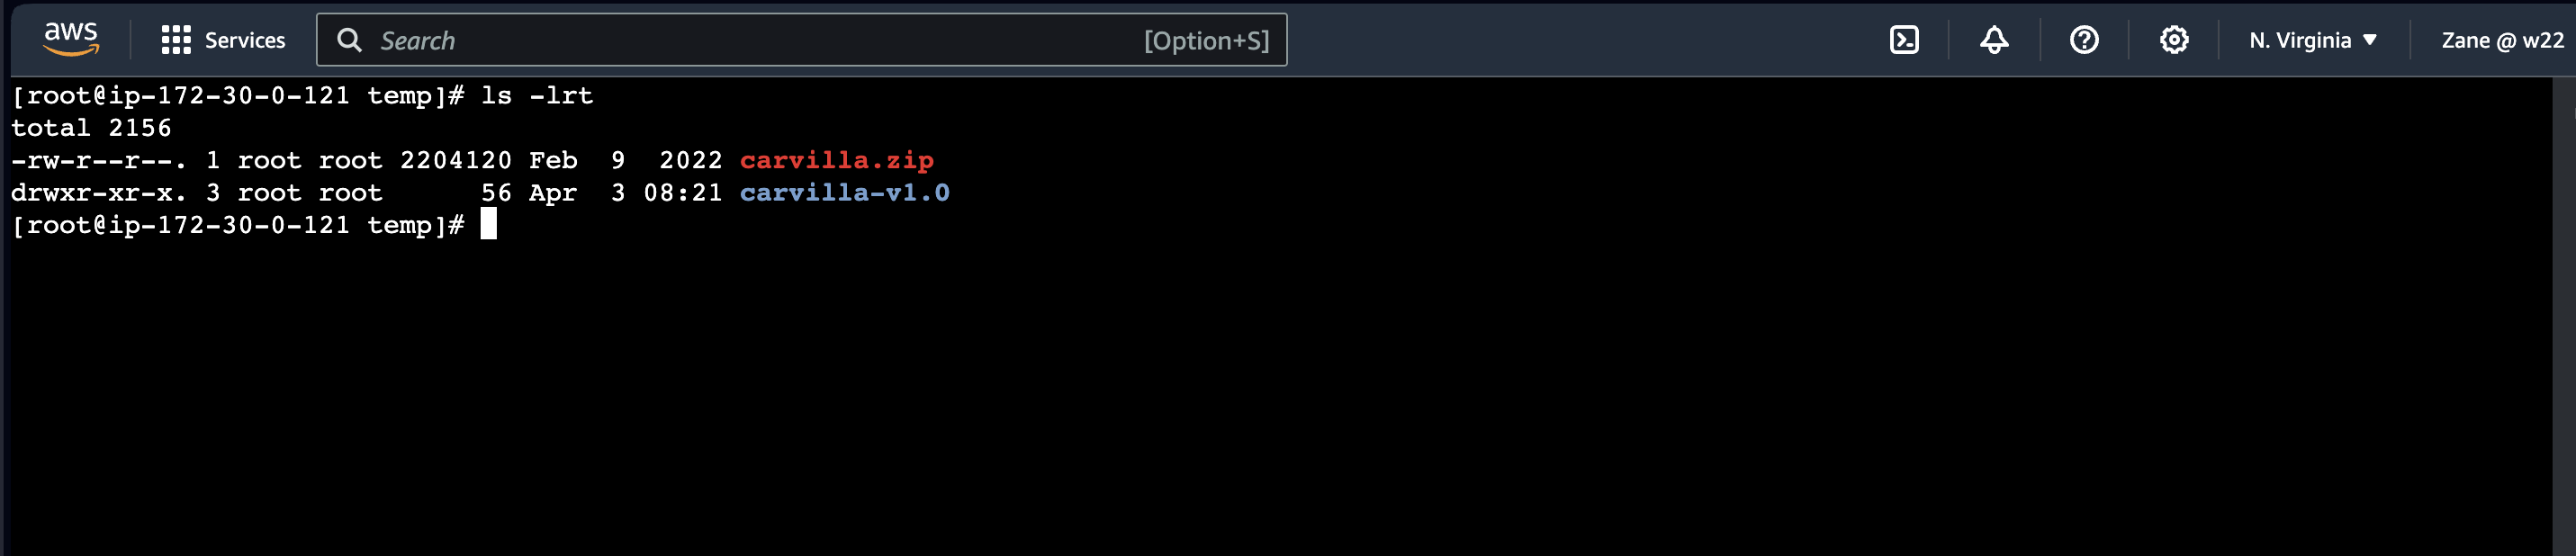 aws Services Search [Option+S] N. Virginia Zane @ w22
[root@ip-172-30-0-121 temp]# ls -lrt
total 2156
-rw-r--r--. 1 root root 2204120 Feb  9  2022 carvilla.zip
drwxr-xr-x. 3 root root      56 Apr  3 08:21 carvilla-v1.0
[root@ip-172-30-0-121 temp]#